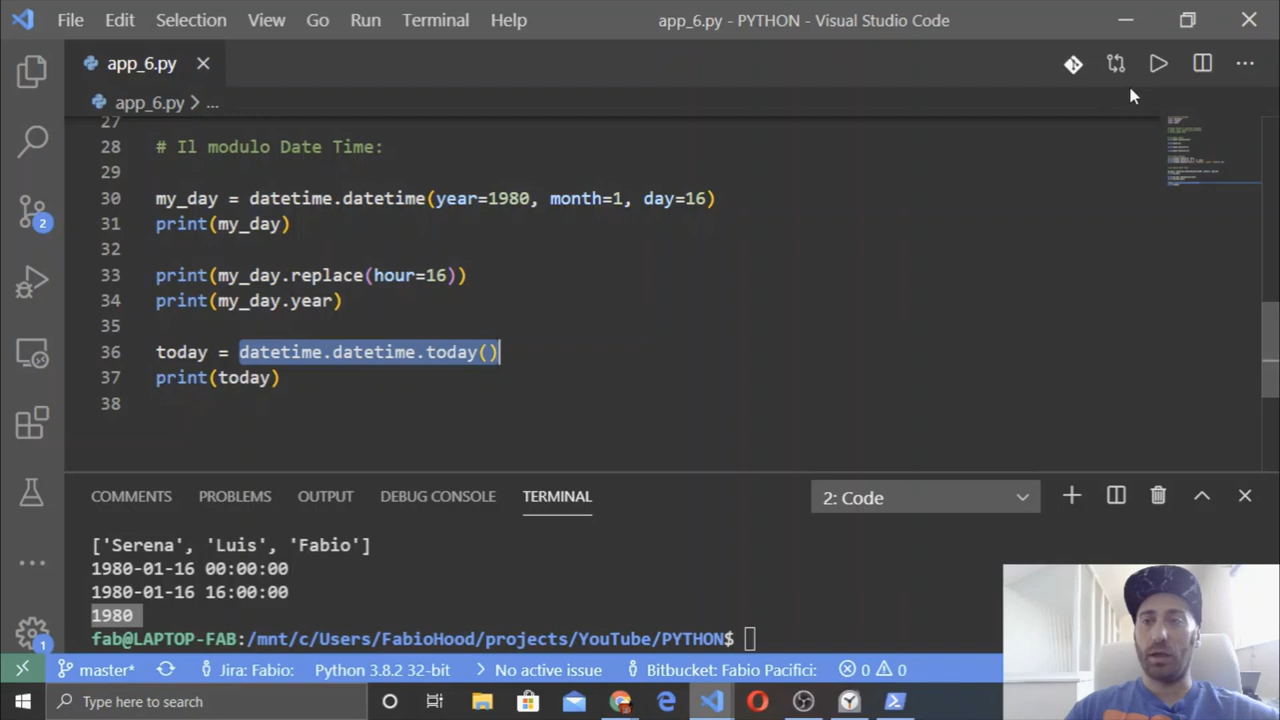 File Edit Selection View Go Run Terminal Help app_6.py - PYTHON - Visual Studio Code
app_6.py
app_6.py > ...
27
28 # Il modulo Date Time:
29
30 my_day = datetime.datetime(year=1980, month=1, day=16)
31 print(my_day)
32
33 print(my_day.replace(hour=16))
34 print(my_day.year)
35
36 today = datetime.datetime.today()
37 print(today)
38
COMMENTS PROBLEMS OUTPUT DEBUG CONSOLE TERMINAL 2: Code
['Serena', 'Luis', 'Fabio']
1980-01-16 00:00:00
1980-01-16 16:00:00
1980
fab@LAPTOP-FAB:/mnt/c/Users/FabioHood/projects/YouTube/PYTHON$
2
1
master* Jira: Fabio: Python 3.8.2 32-bit No active issue Bitbucket: Fabio Pacifici: 0 0
Type here to search